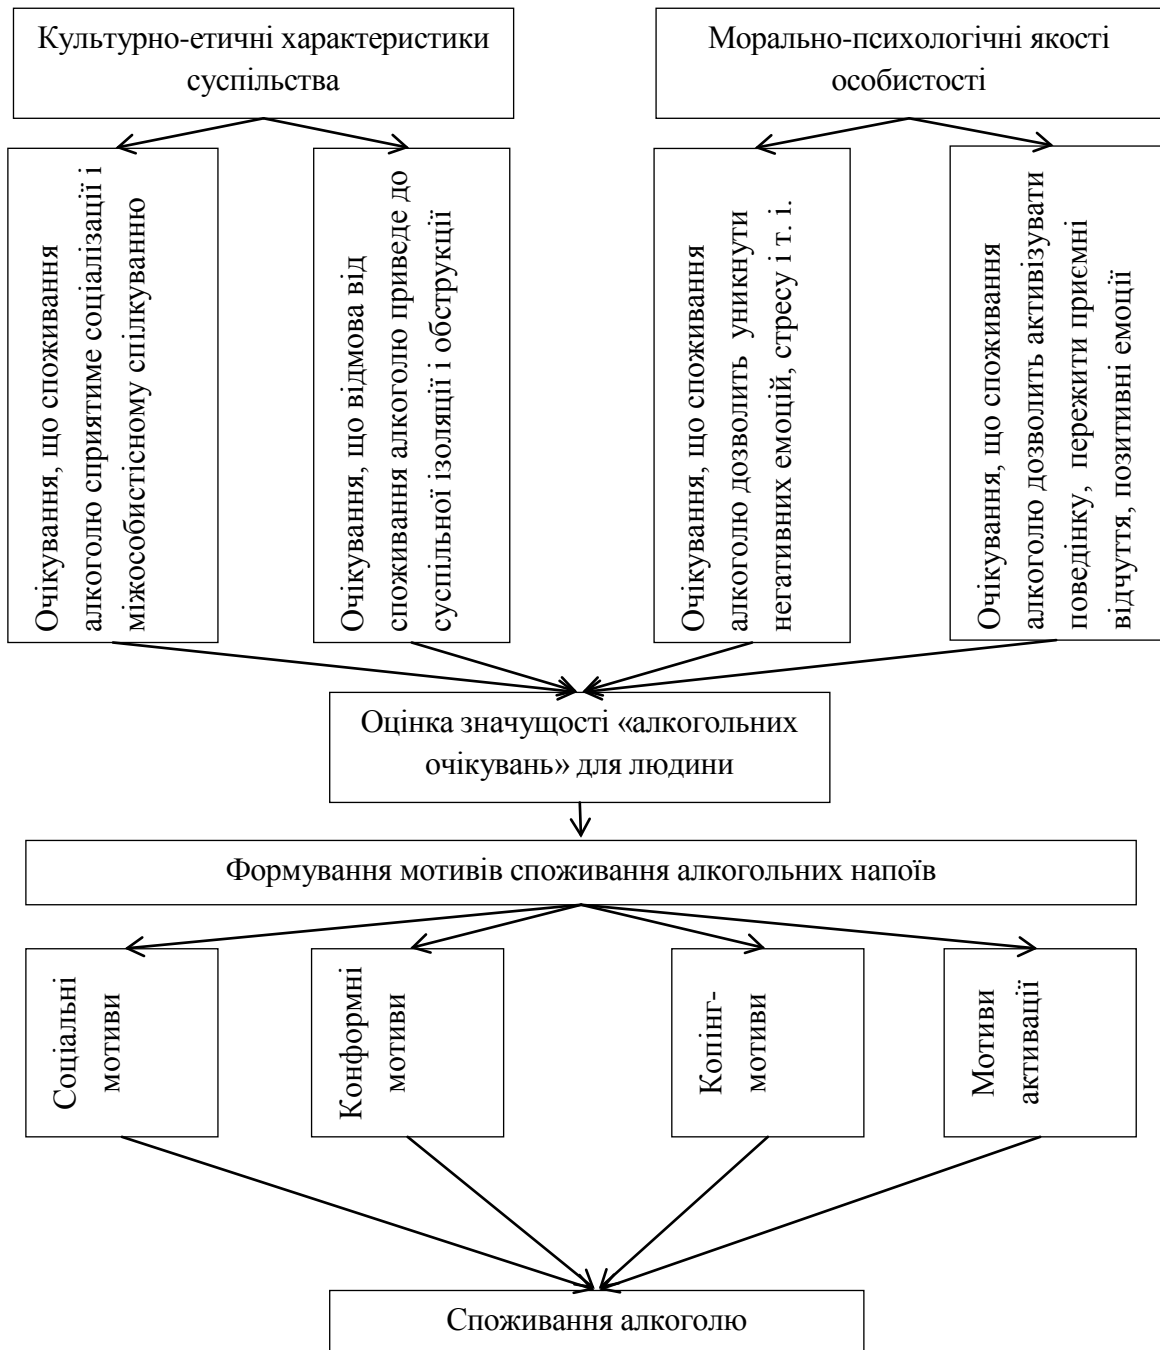 Культурно-етичні характеристики
суспільства
Морально-психологічні якості
особистості
Очікування, що споживання
алкоголю сприятиме соціалізації і
міжособистісному спілкуванню
Очікування, що відмова від
споживання алкоголю приведе до
суспільної ізоляції і обструкції
Очікування, що споживання
алкоголю дозволить уникнути
негативних емоцій, стресу і т. і.
Очікування, що споживання
алкоголю дозволить активізувати
поведінку, пережити приємні
відчуття, позитивні емоції
Оцінка значущості «алкогольних
очікувань» для людини
Формування мотивів споживання алкогольних напоїв
Соціальні
мотиви
Конформні
мотиви
Копінг-
мотиви
Мотиви
активації
Споживання алкоголю